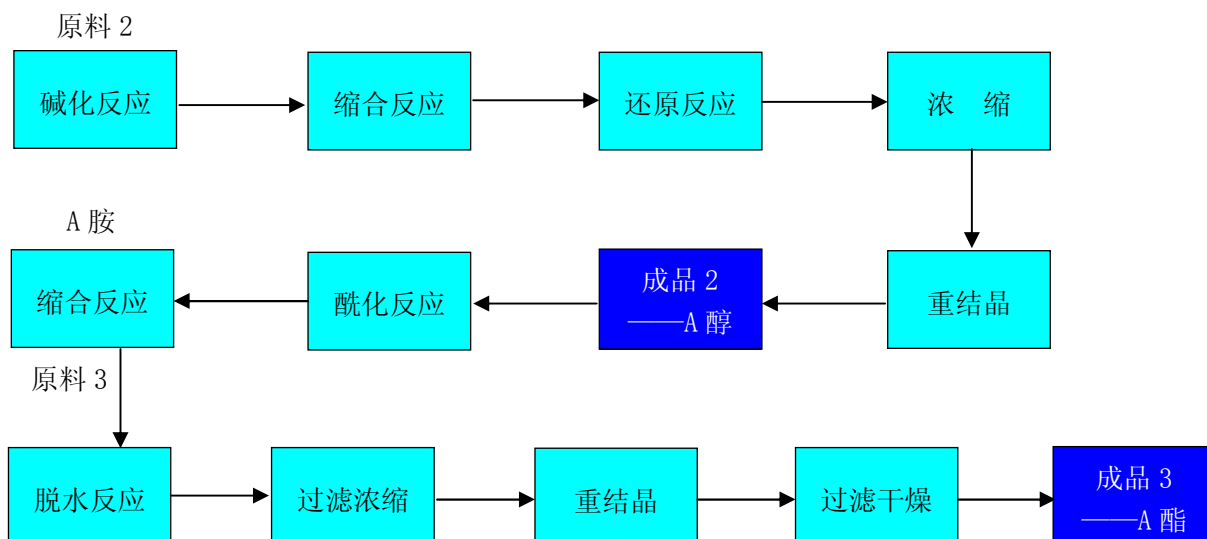 原料 2
碱化反应
缩合反应
还原反应
浓 缩
A 胺
缩合反应
酰化反应
成品 2
——A 醇
重结晶
原料 3
脱水反应
过滤浓缩
重结晶
过滤干燥
成品 3
——A 酯